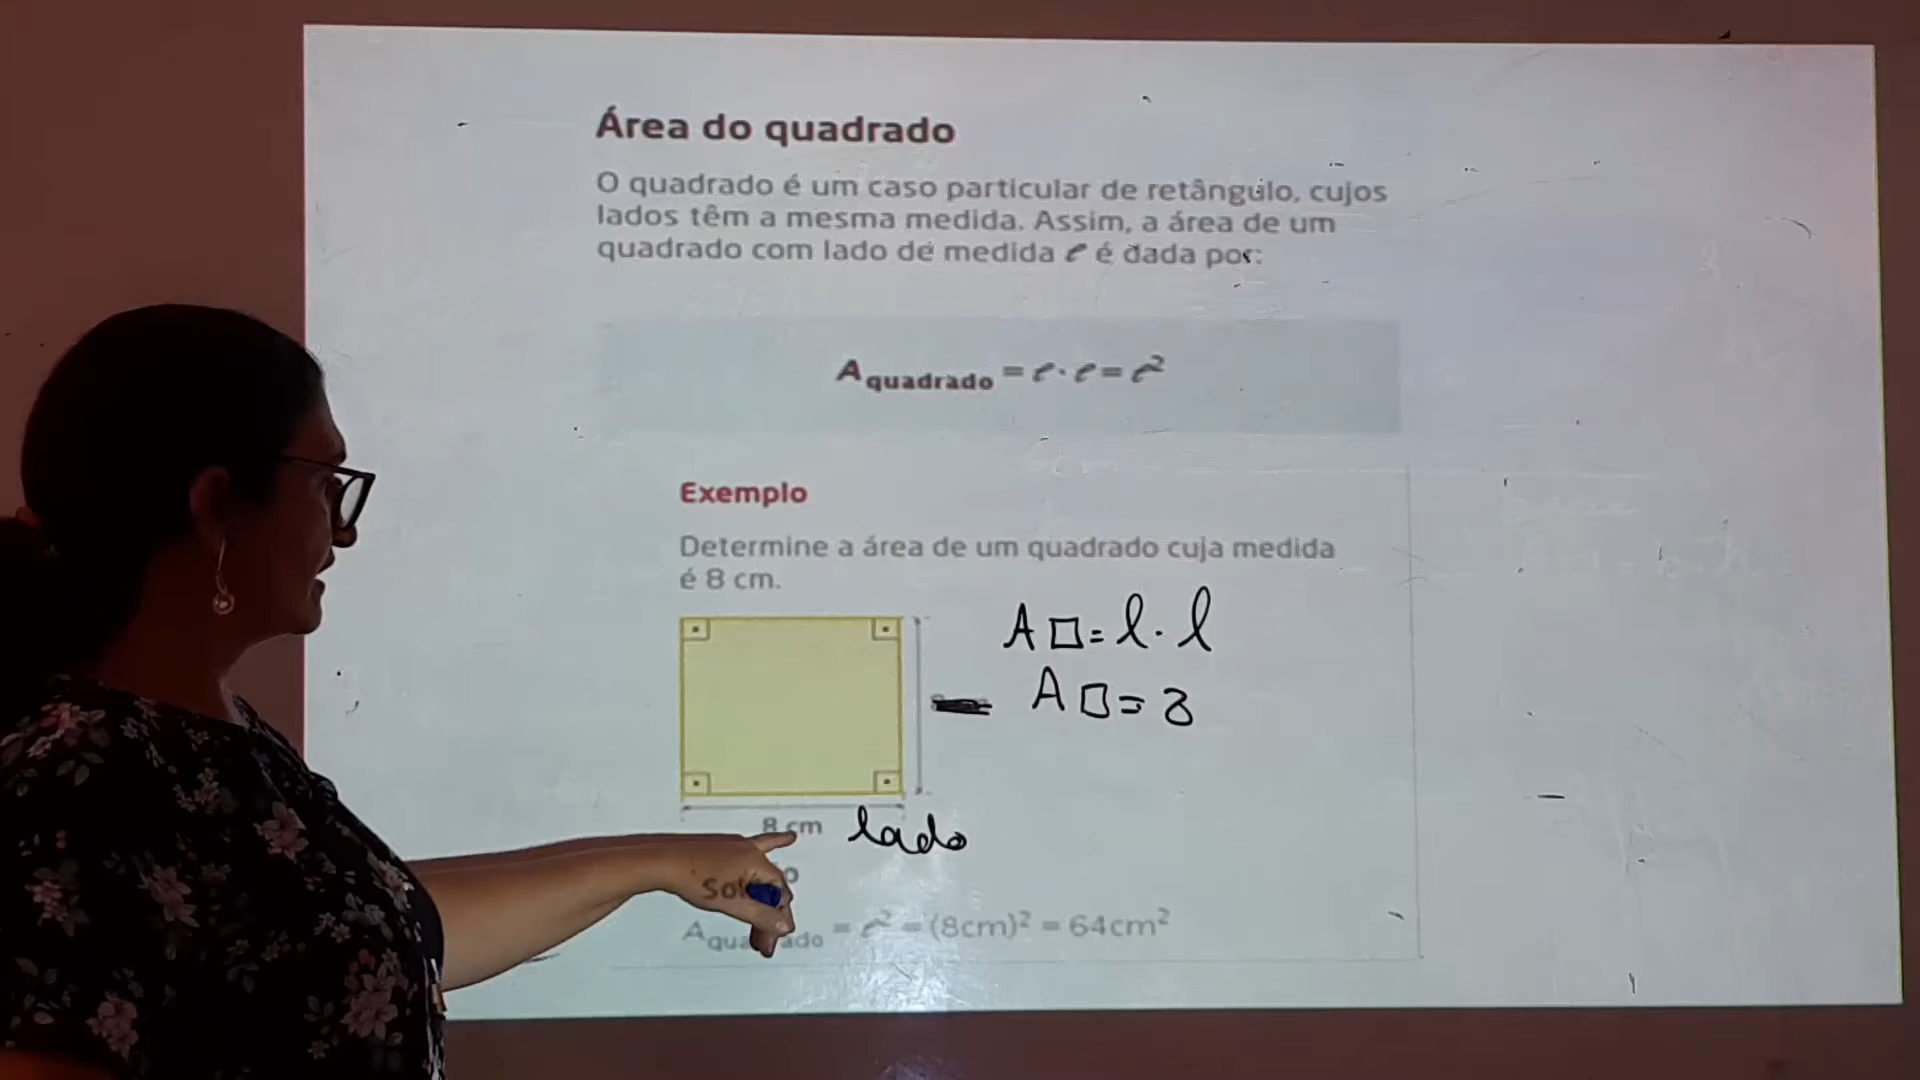 Área do quadrado
O quadrado é um caso particular de retângulo, cujos
lados têm a mesma medida. Assim, a área de um
quadrado com lado de medida ℓ é dada por:
A quadrado = ℓ · ℓ = ℓ²
Exemplo
Determine a área de um quadrado cuja medida
é 8 cm.
A □ = l · l
A □ = 8
8 cm lado
= ℓ² = (8cm)² = 64cm²